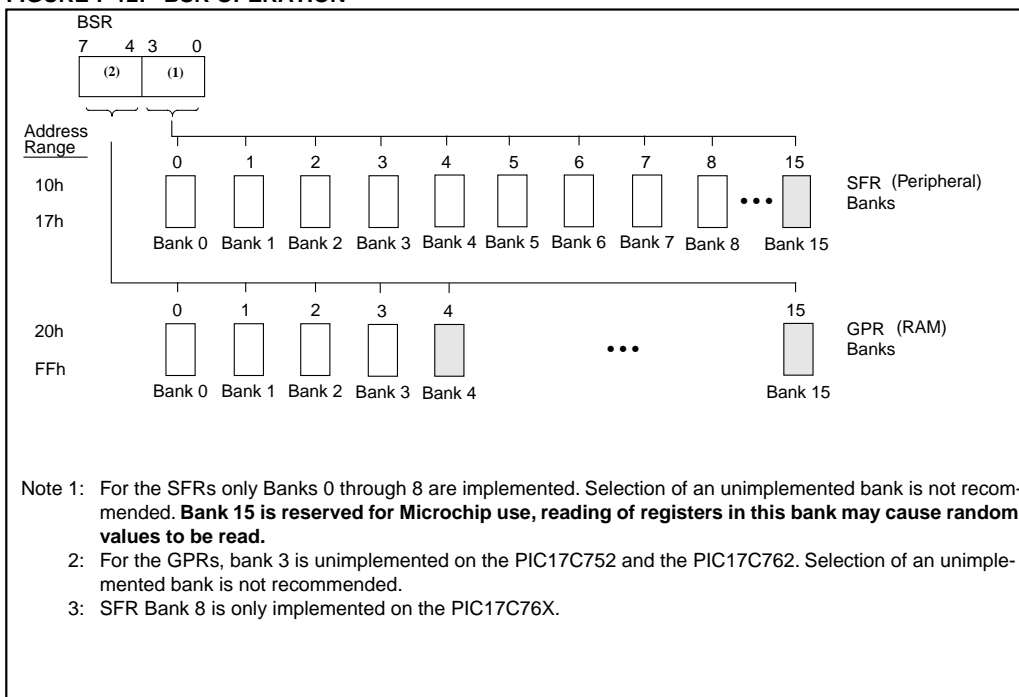 BSR
7 4 3 0
(2) (1)
Address
Range
0 1 2 3 4 5 6 7 8 15
10h
17h
•••
SFR (Peripheral)
Banks
Bank 0 Bank 1 Bank 2 Bank 3 Bank 4 Bank 5 Bank 6 Bank 7 Bank 8 Bank 15
0 1 2 3 4 15
20h
FFh
•••
GPR (RAM)
Banks
Bank 0 Bank 1 Bank 2 Bank 3 Bank 4 Bank 15
Note 1: For the SFRs only Banks 0 through 8 are implemented. Selection of an unimplemented bank is not recom-
mended. Bank 15 is reserved for Microchip use, reading of registers in this bank may cause random
values to be read.
2: For the GPRs, bank 3 is unimplemented on the PIC17C752 and the PIC17C762. Selection of an unimple-
mented bank is not recommended.
3: SFR Bank 8 is only implemented on the PIC17C76X.